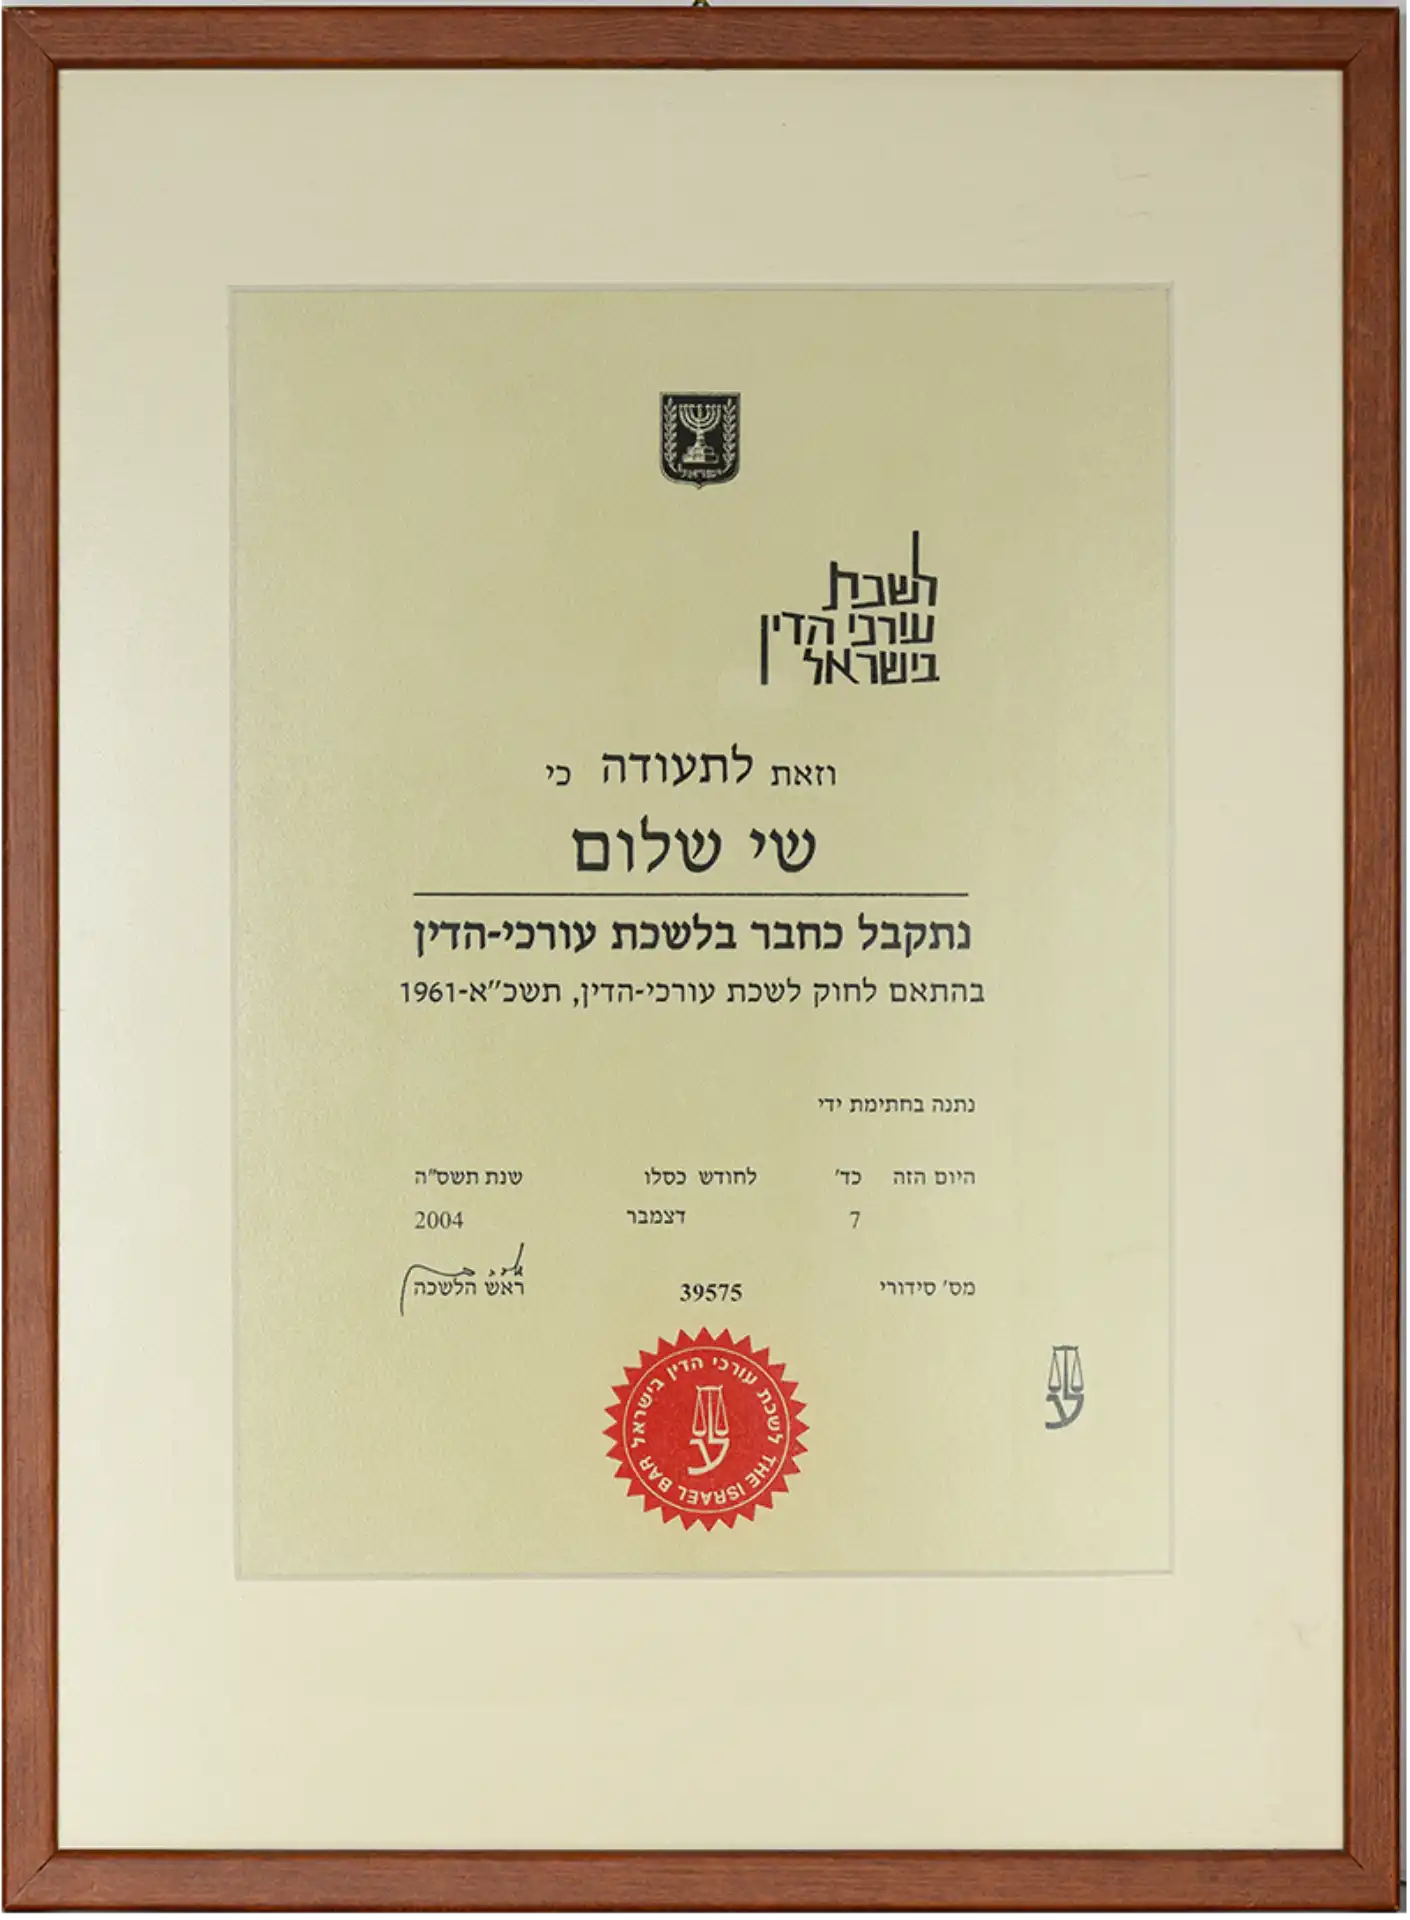 ישראל
לשכת
עורכי הדין
בישראל
וזאת לתעודה כי
שי שלום
נתקבל כחבר בלשכת עורכי-הדין
בהתאם לחוק לשכת עורכי-הדין, תשכ"א-1961
נתנה בחתימת ידי
היום הזה כד' לחודש כסלו שנת תשס"ה
7 דצמבר 2004
מס' סידורי 39575 ראש הלשכה
לשכת עורכי הדין בישראל
THE ISRAEL BAR